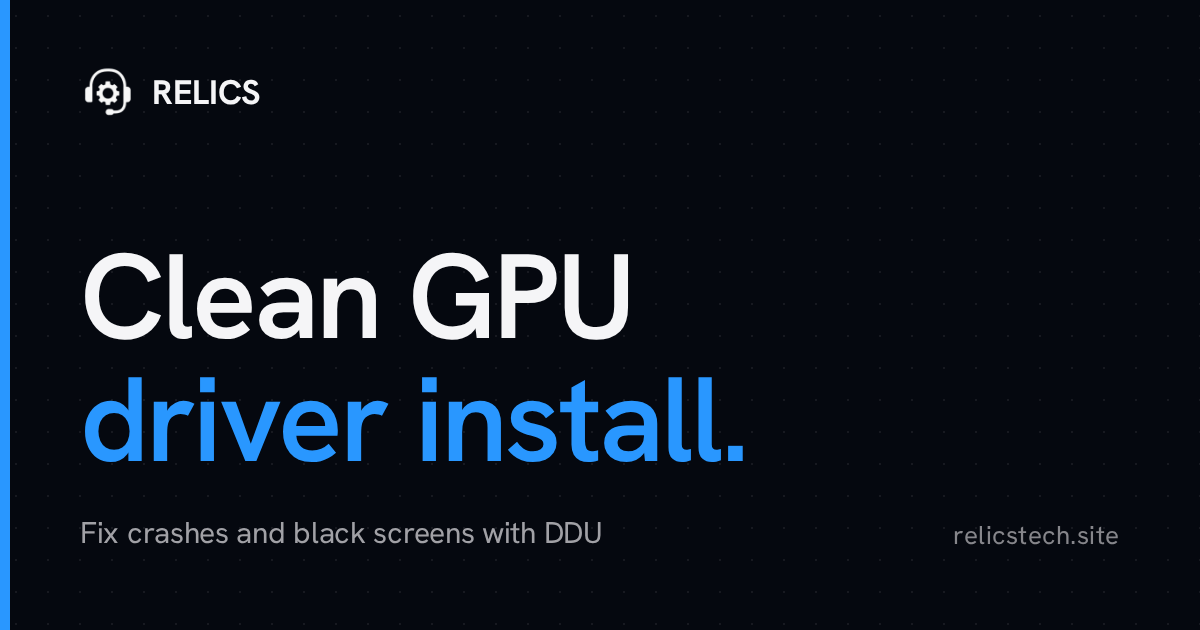 RELICS
Clean GPU
driver install.
Fix crashes and black screens with DDU
relicstech.site